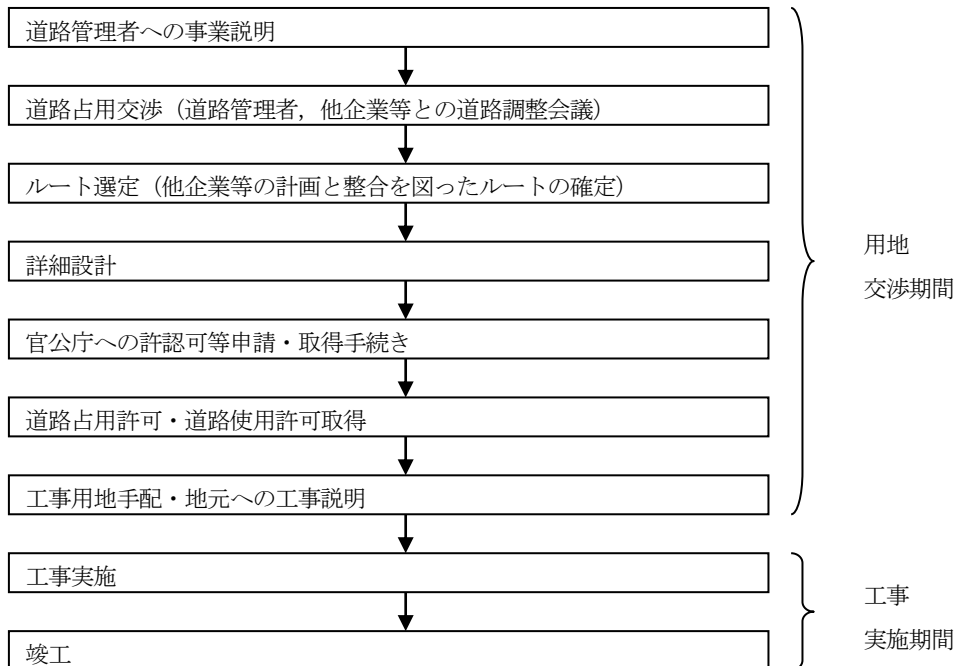 道路管理者への事業説明
道路占用交渉（道路管理者，他企業等との道路調整会議）
ルート選定（他企業等の計画と整合を図ったルートの確定）
詳細設計
官公庁への許認可等申請・取得手続き
道路占用許可・道路使用許可取得
工事用地手配・地元への工事説明
用地
交渉期間
工事実施
竣工
工事
実施期間